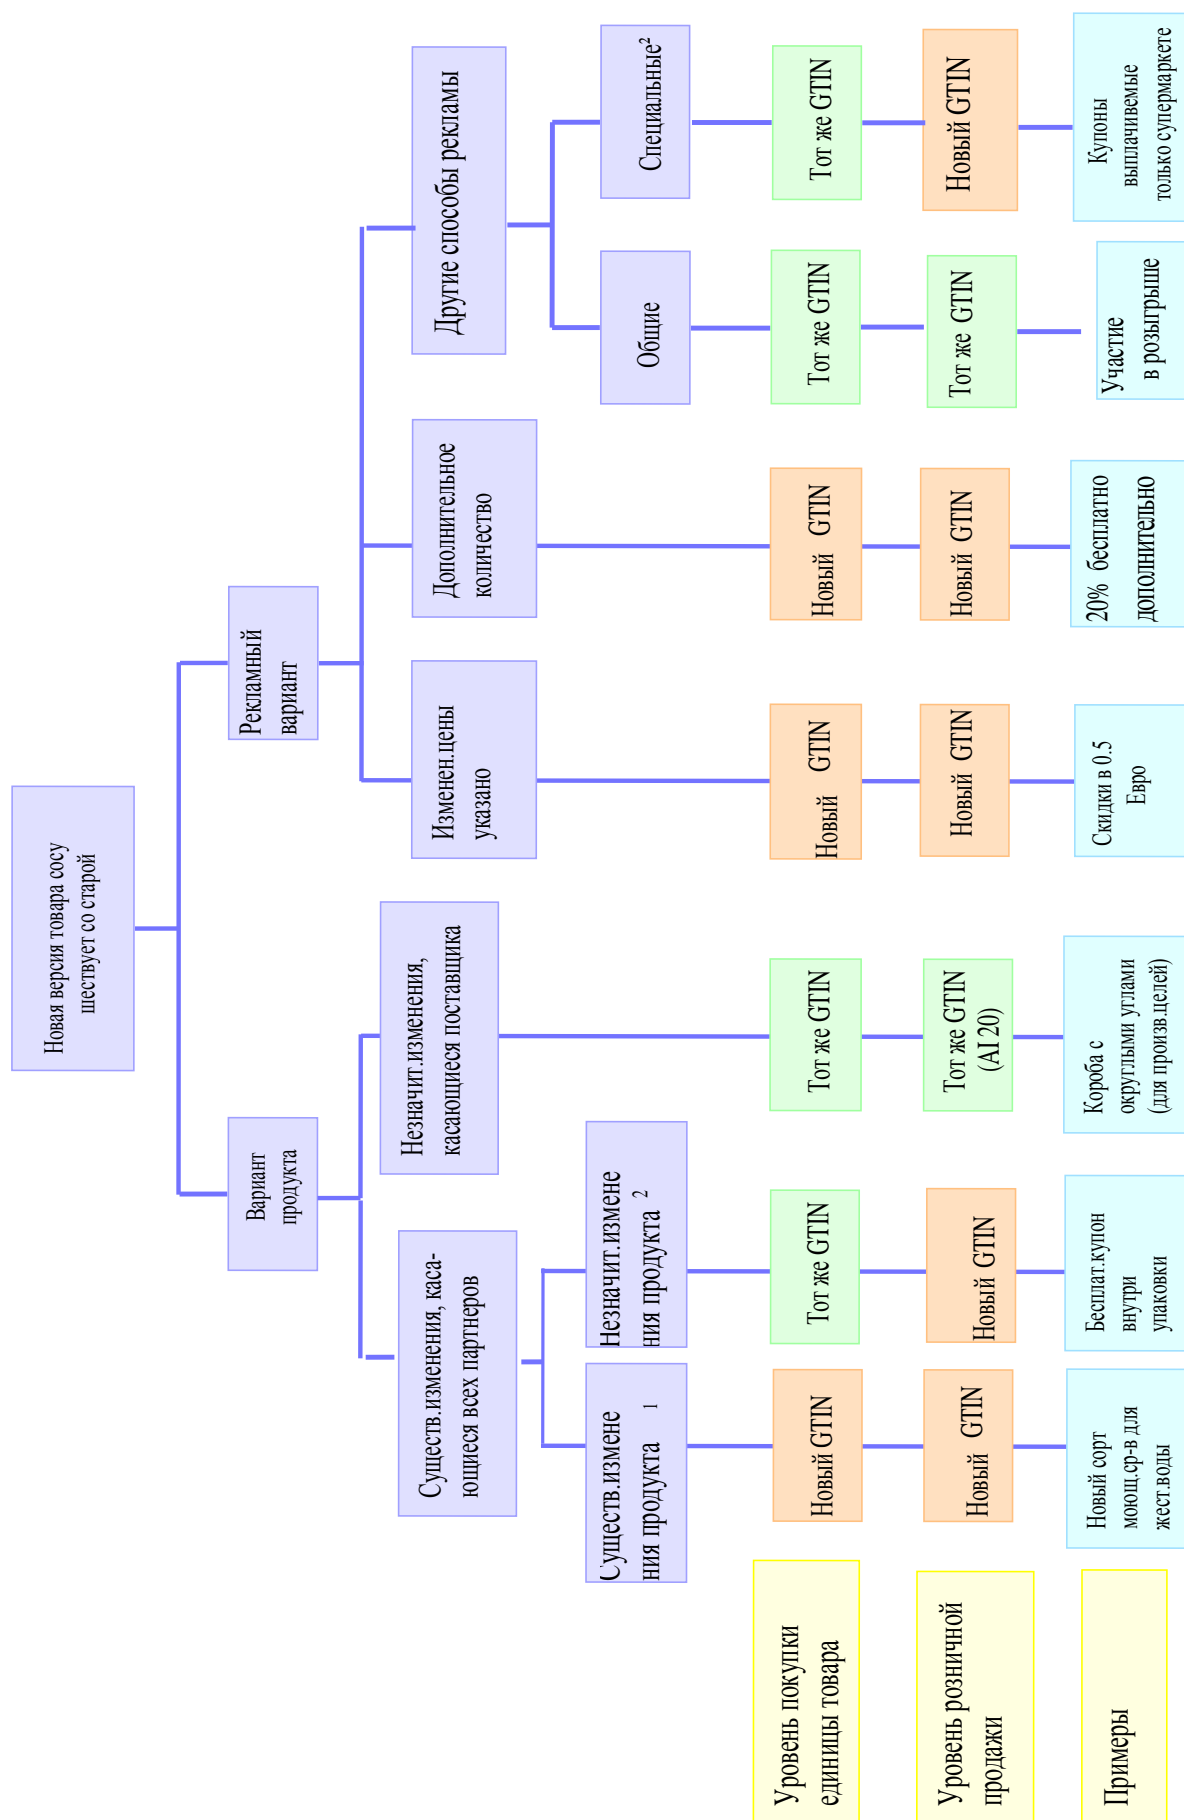 Новая версия товара сосу
шествует со старой
Вариант
продукта
Рекламный
вариант
Существ.изменения, каса-
ющиеся всех партнеров
Незначит.изменения,
касающиеся поставщика
Изменен.цены
указано
Дополнительное
количество
Другие способы рекламы
Существ.измене
ния продукта 1
Незначит.измене
ния продукта 2
Общие
Специальные²
Уровень покупки
единицы товара
Новый GTIN
Тот же GTIN
Тот же GTIN
Новый GTIN
Новый GTIN
Тот же GTIN
Тот же GTIN
Уровень розничной
продажи
Новый GTIN
Новый GTIN
Тот же GTIN
(AI 20)
Новый GTIN
Новый GTIN
Тот же GTIN
Новый GTIN
Примеры
Новый сорт
моющ.ср-в для
жест.воды
Бесплат.купон
внутри
упаковки
Короба с
округлыми углами
(для произв.целей)
Скидки в 0.5
Евро
20% бесплатно
дополнительно
Участие
в розыгрыше
Купоны
выплачивемые
только супермаркете